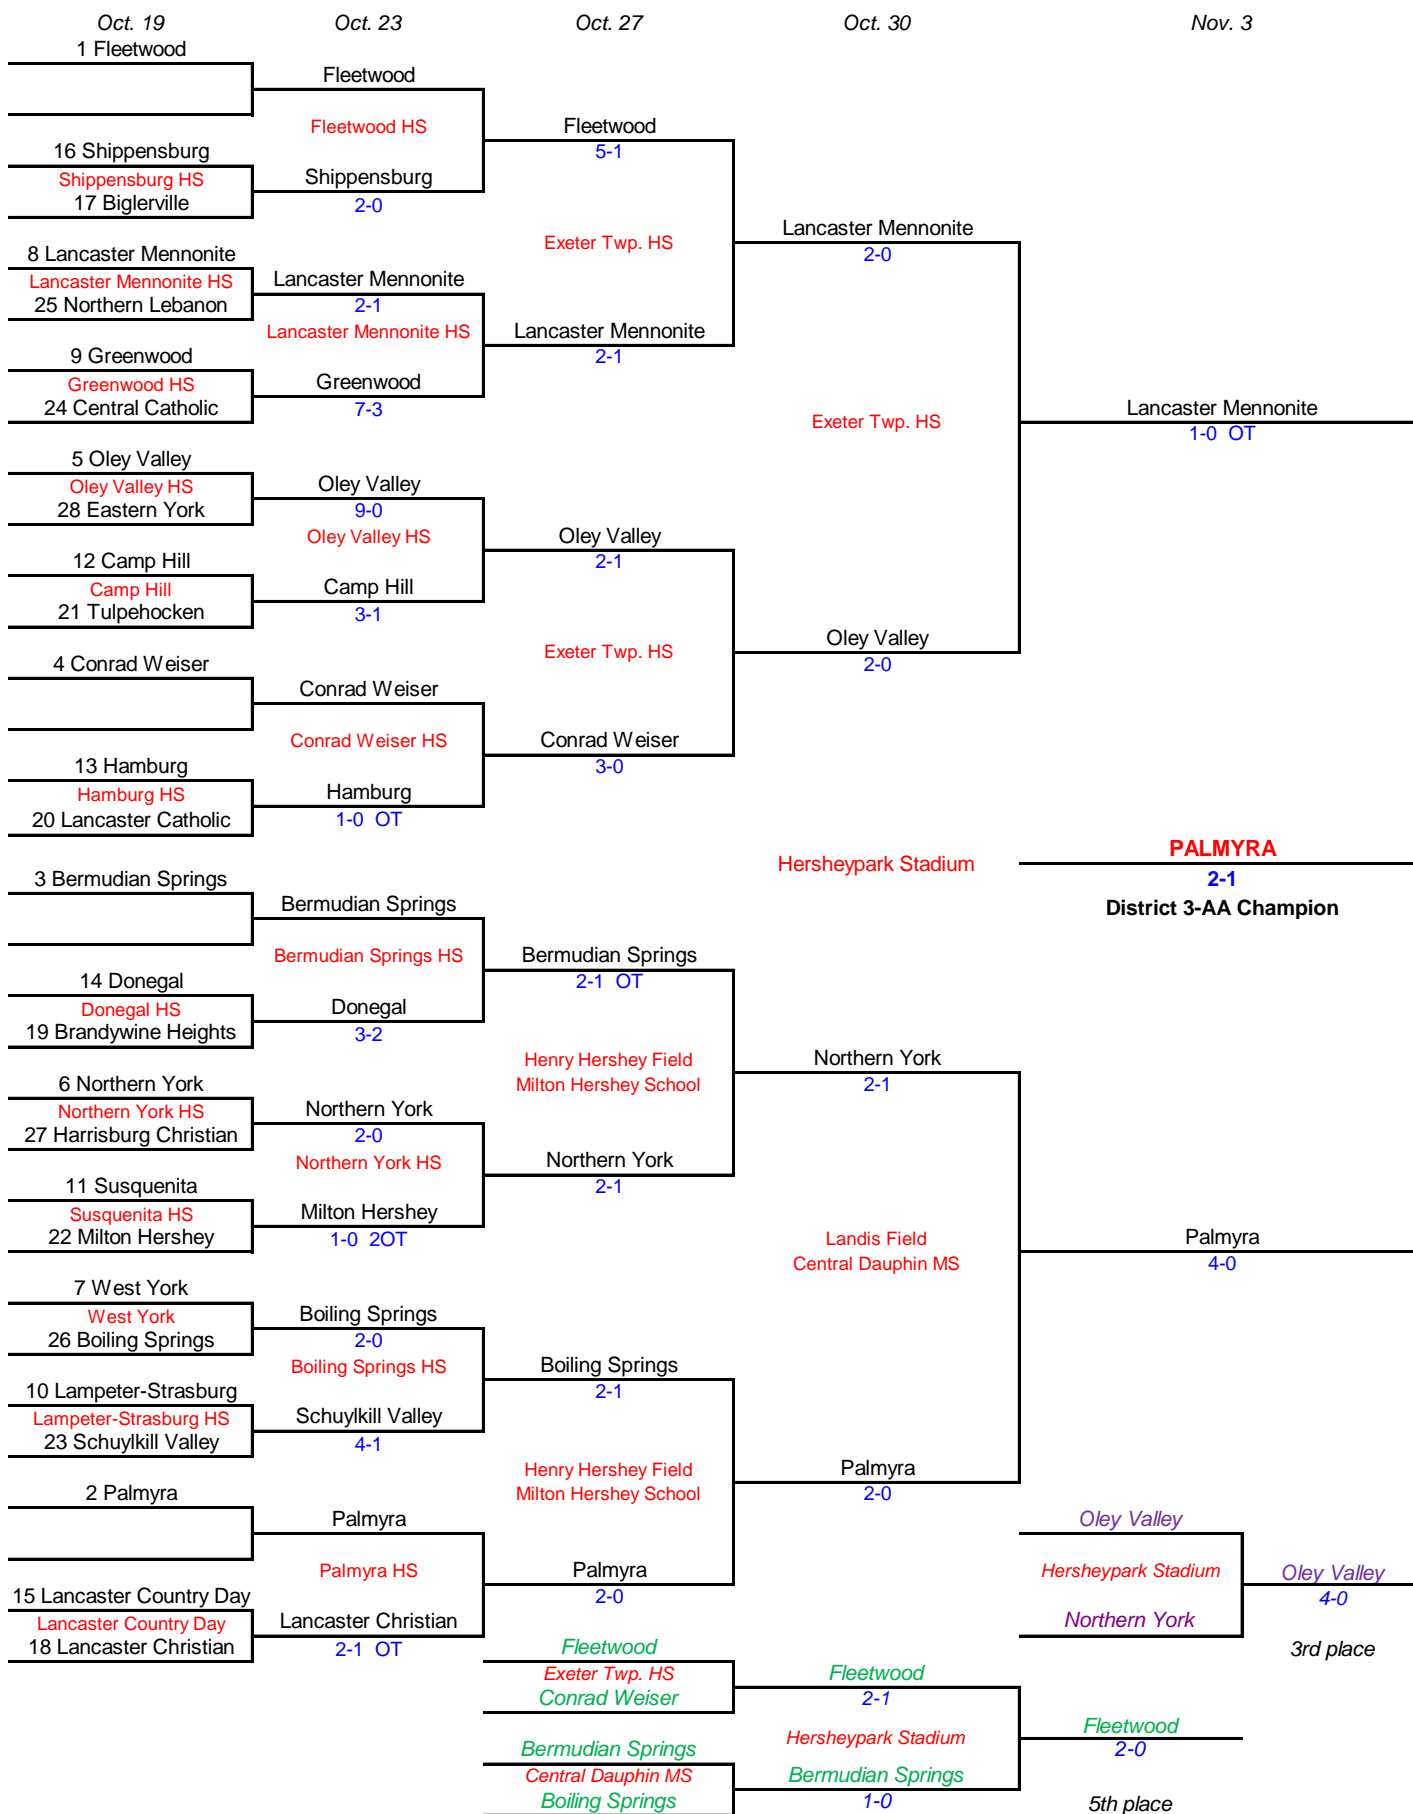 Oct. 19 Oct. 23 Oct. 27 Oct. 30 Nov. 3
1 Fleetwood
Fleetwood
Fleetwood HS
Fleetwood
5-1
16 Shippensburg
Shippensburg HS
17 Biglerville
Shippensburg
2-0
Exeter Twp. HS
Lancaster Mennonite
2-0
8 Lancaster Mennonite
Lancaster Mennonite HS
25 Northern Lebanon
Lancaster Mennonite
2-1
Lancaster Mennonite HS
Lancaster Mennonite
2-1
9 Greenwood
Greenwood HS
24 Central Catholic
Greenwood
7-3
Exeter Twp. HS
Lancaster Mennonite
1-0 OT
5 Oley Valley
Oley Valley HS
28 Eastern York
Oley Valley
9-0
Oley Valley HS
Oley Valley
2-1
12 Camp Hill
Camp Hill
21 Tulpehocken
Camp Hill
3-1
Exeter Twp. HS
Oley Valley
2-0
4 Conrad Weiser
Conrad Weiser
Conrad Weiser HS
Conrad Weiser
3-0
13 Hamburg
Hamburg HS
20 Lancaster Catholic
Hamburg
1-0 OT
Hersheypark Stadium
PALMYRA
2-1
District 3-AA Champion
3 Bermudian Springs
Bermudian Springs
Bermudian Springs HS
Bermudian Springs
2-1 OT
14 Donegal
Donegal HS
19 Brandywine Heights
Donegal
3-2
Henry Hershey Field
Milton Hershey School
Northern York
2-1
6 Northern York
Northern York HS
27 Harrisburg Christian
Northern York
2-0
Northern York HS
Northern York
2-1
11 Susquenita
Susquenita HS
22 Milton Hershey
Milton Hershey
1-0 2OT
Landis Field
Central Dauphin MS
Palmyra
4-0
7 West York
West York
26 Boiling Springs
Boiling Springs
2-0
Boiling Springs HS
Boiling Springs
2-1
10 Lampeter-Strasburg
Lampeter-Strasburg HS
23 Schuylkill Valley
Schuylkill Valley
4-1
Henry Hershey Field
Milton Hershey School
Palmyra
2-0
2 Palmyra
Palmyra
Palmyra HS
Palmyra
2-0
15 Lancaster Country Day
Lancaster Country Day
18 Lancaster Christian
Lancaster Christian
2-1 OT
Oley Valley
Hersheypark Stadium
Northern York
Oley Valley
4-0
3rd place
Fleetwood
Exeter Twp. HS
Conrad Weiser
Fleetwood
2-1
Hersheypark Stadium
Fleetwood
2-0
Bermudian Springs
Central Dauphin MS
Boiling Springs
Bermudian Springs
1-0
5th place